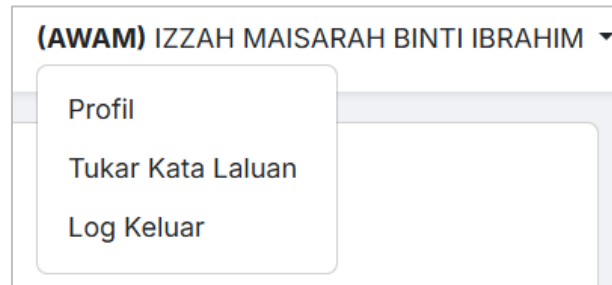 (AWAM) IZZAH MAISARAH BINTI IBRAHIM
Profil
Tukar Kata Laluan
Log Keluar